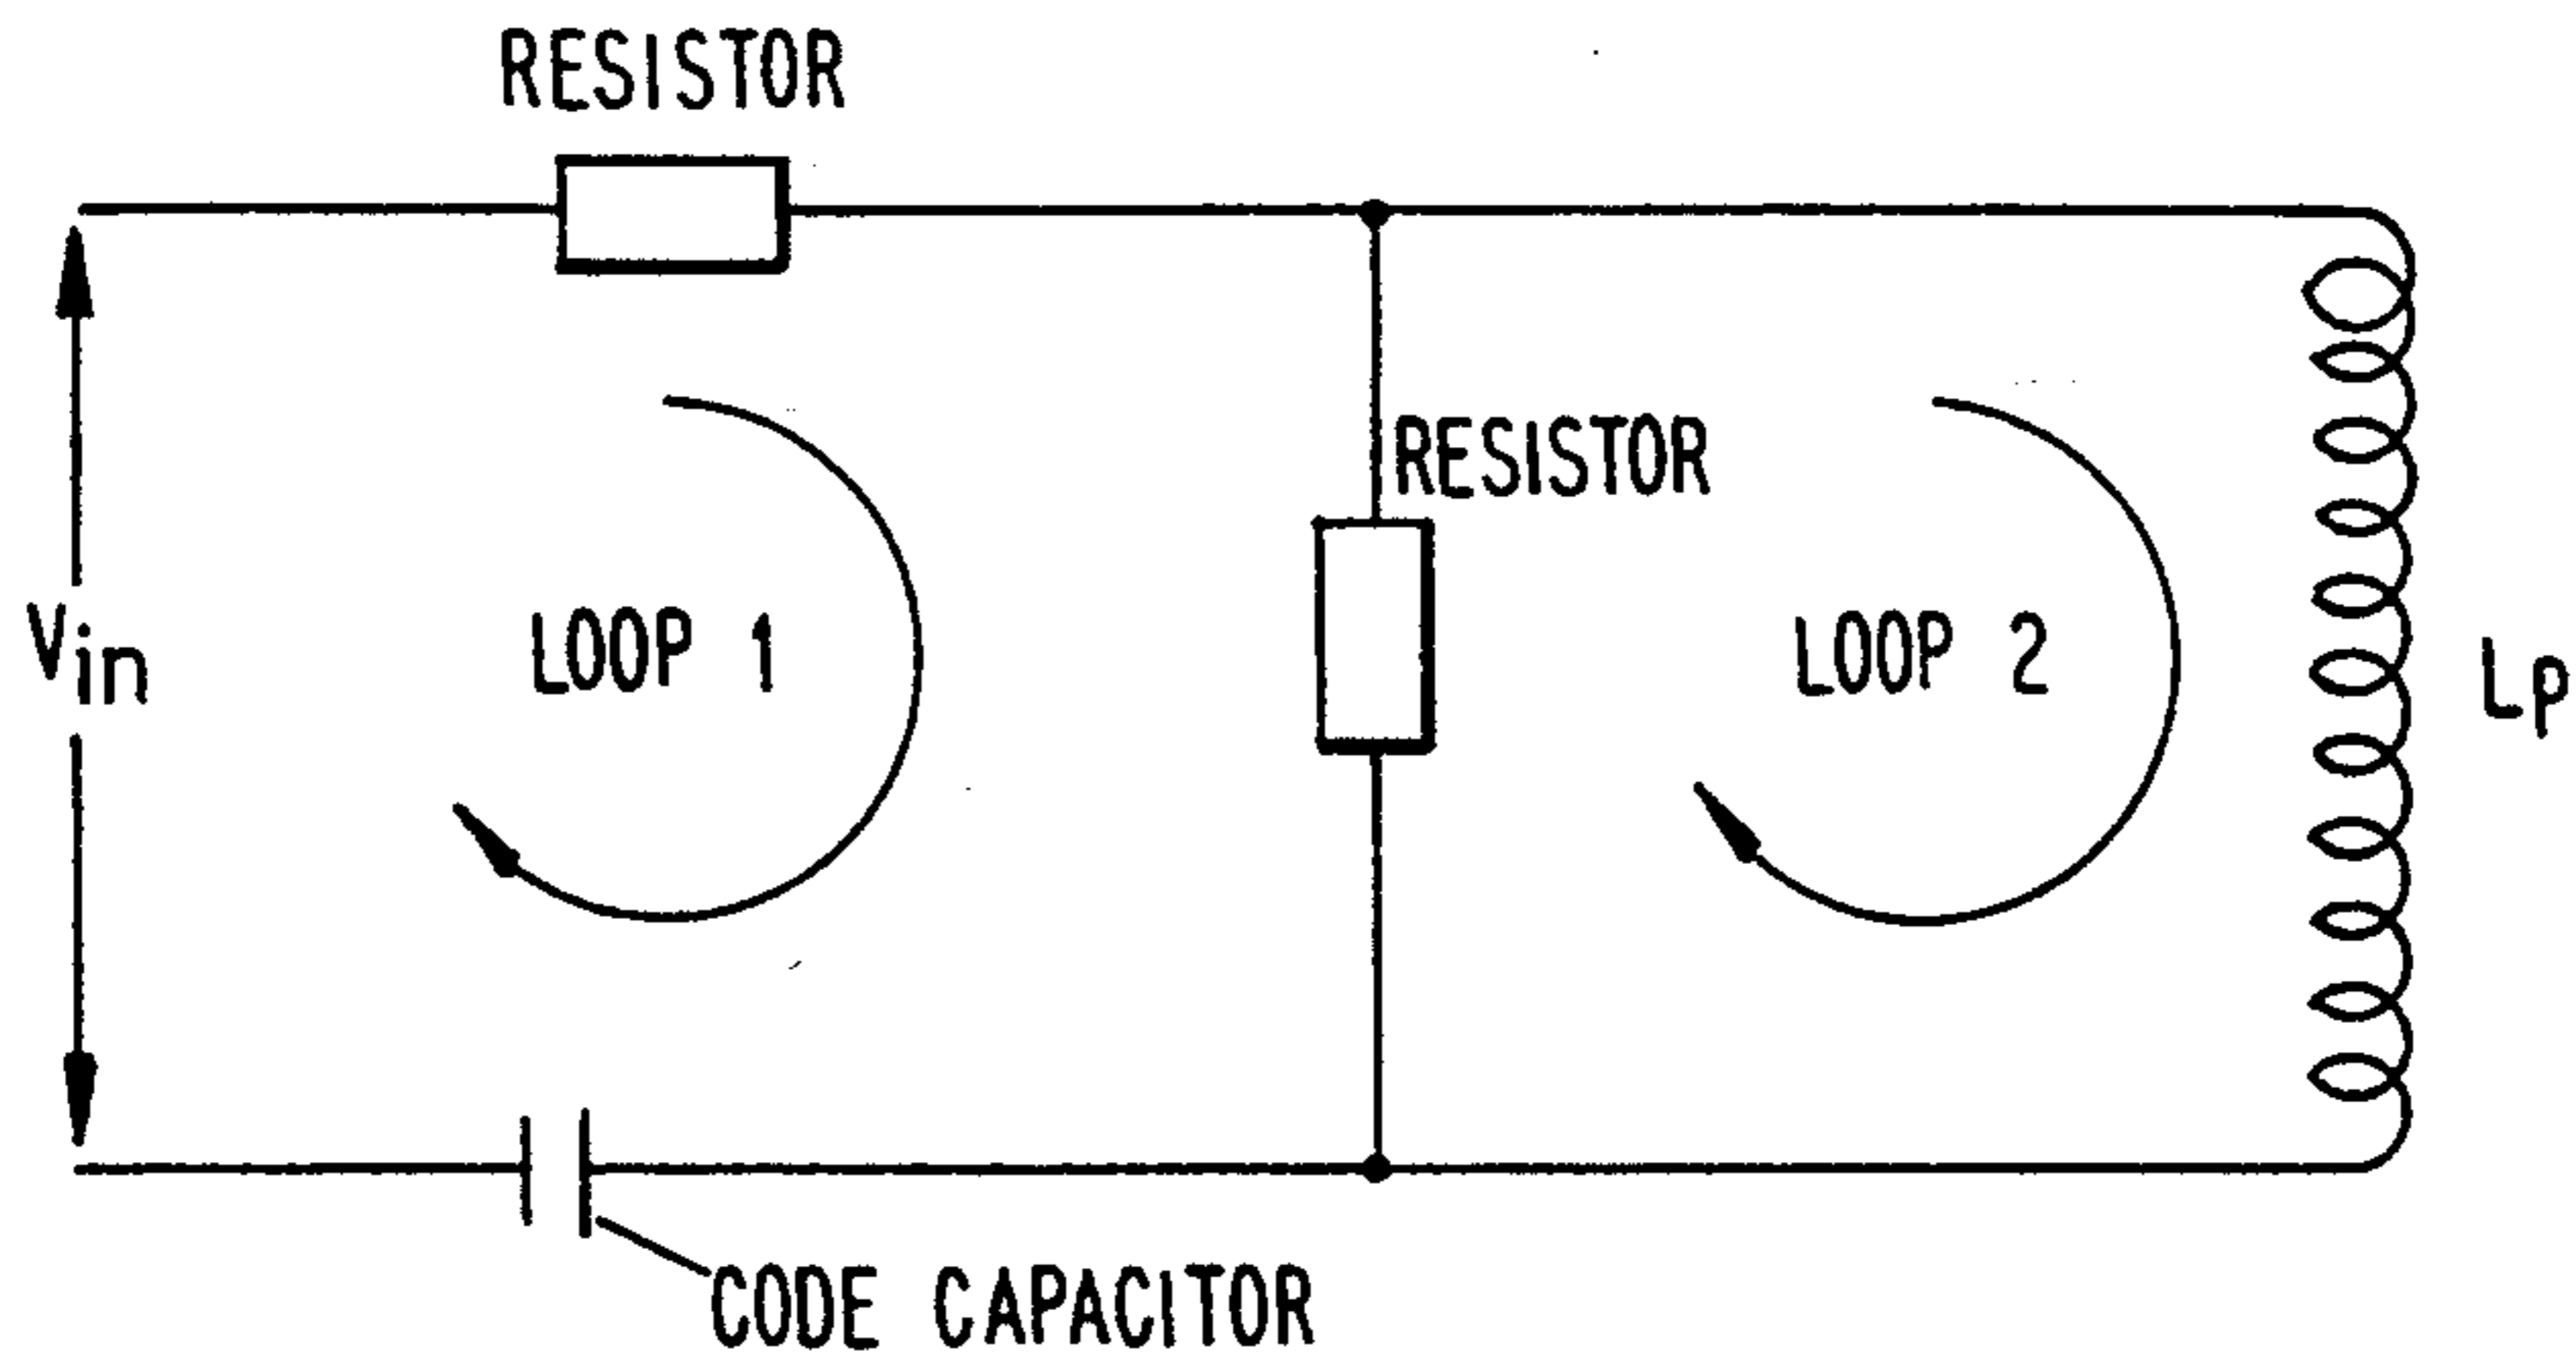 RESISTOR
RESISTOR
Vin
LOOP 1
LOOP 2
Lp
CODE CAPACITOR